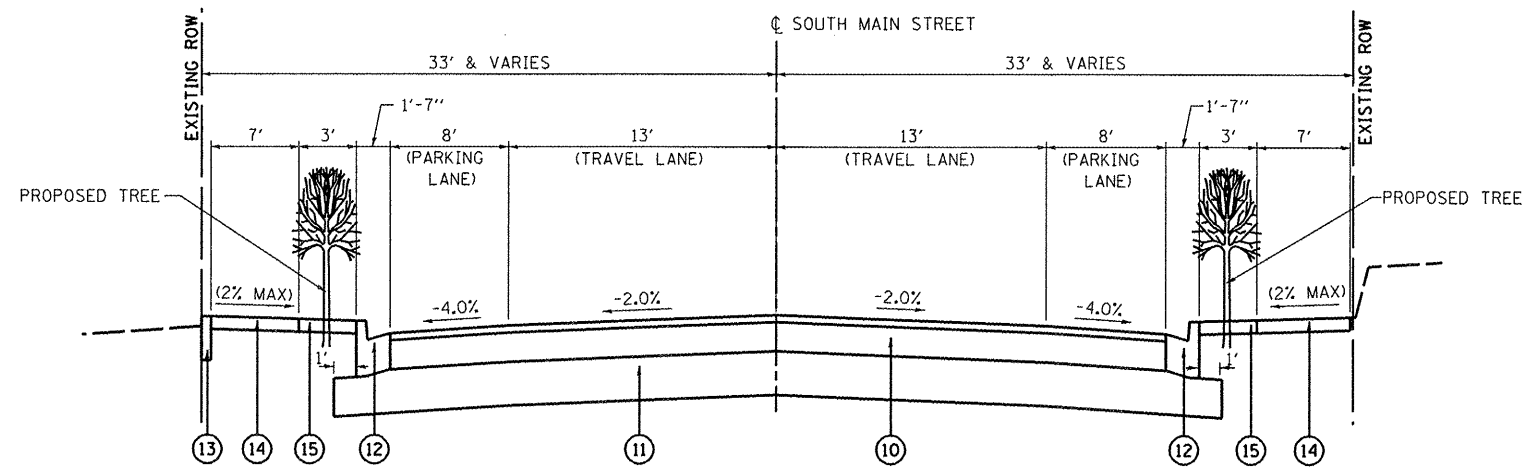 ℄ SOUTH MAIN STREET
EXISTING ROW
EXISTING ROW
33' & VARIES
33' & VARIES
1'-7"
1'-7"
7'
3'
8'
(PARKING
LANE)
13'
(TRAVEL LANE)
13'
(TRAVEL LANE)
8'
(PARKING
LANE)
3'
7'
PROPOSED TREE
PROPOSED TREE
(2% MAX)
-4.0%
-2.0%
-2.0%
-4.0%
(2% MAX)
1'
1'
13
14
15
12
11
10
12
15
14